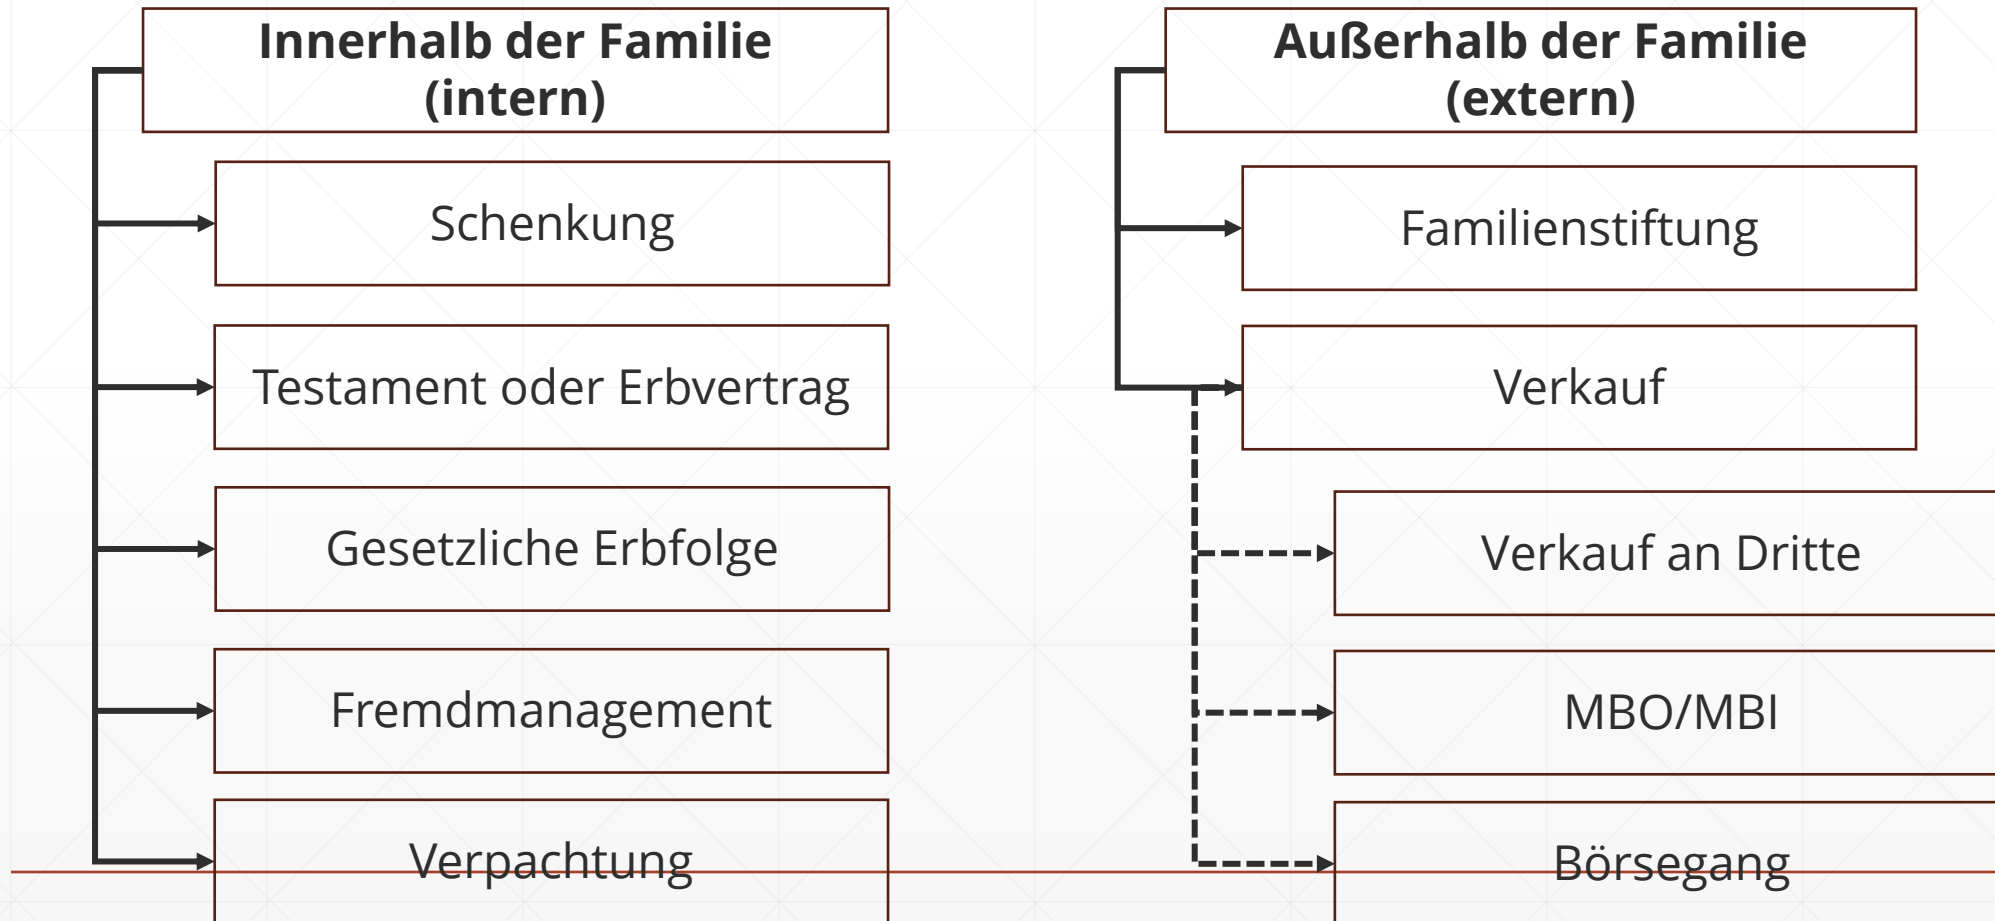 Innerhalb der Familie
(intern)
Schenkung
Testament oder Erbvertrag
Gesetzliche Erbfolge
Fremdmanagement
Verpachtung
Außerhalb der Familie
(extern)
Familienstiftung
Verkauf
Verkauf an Dritte
MBO/MBI
Börsegang